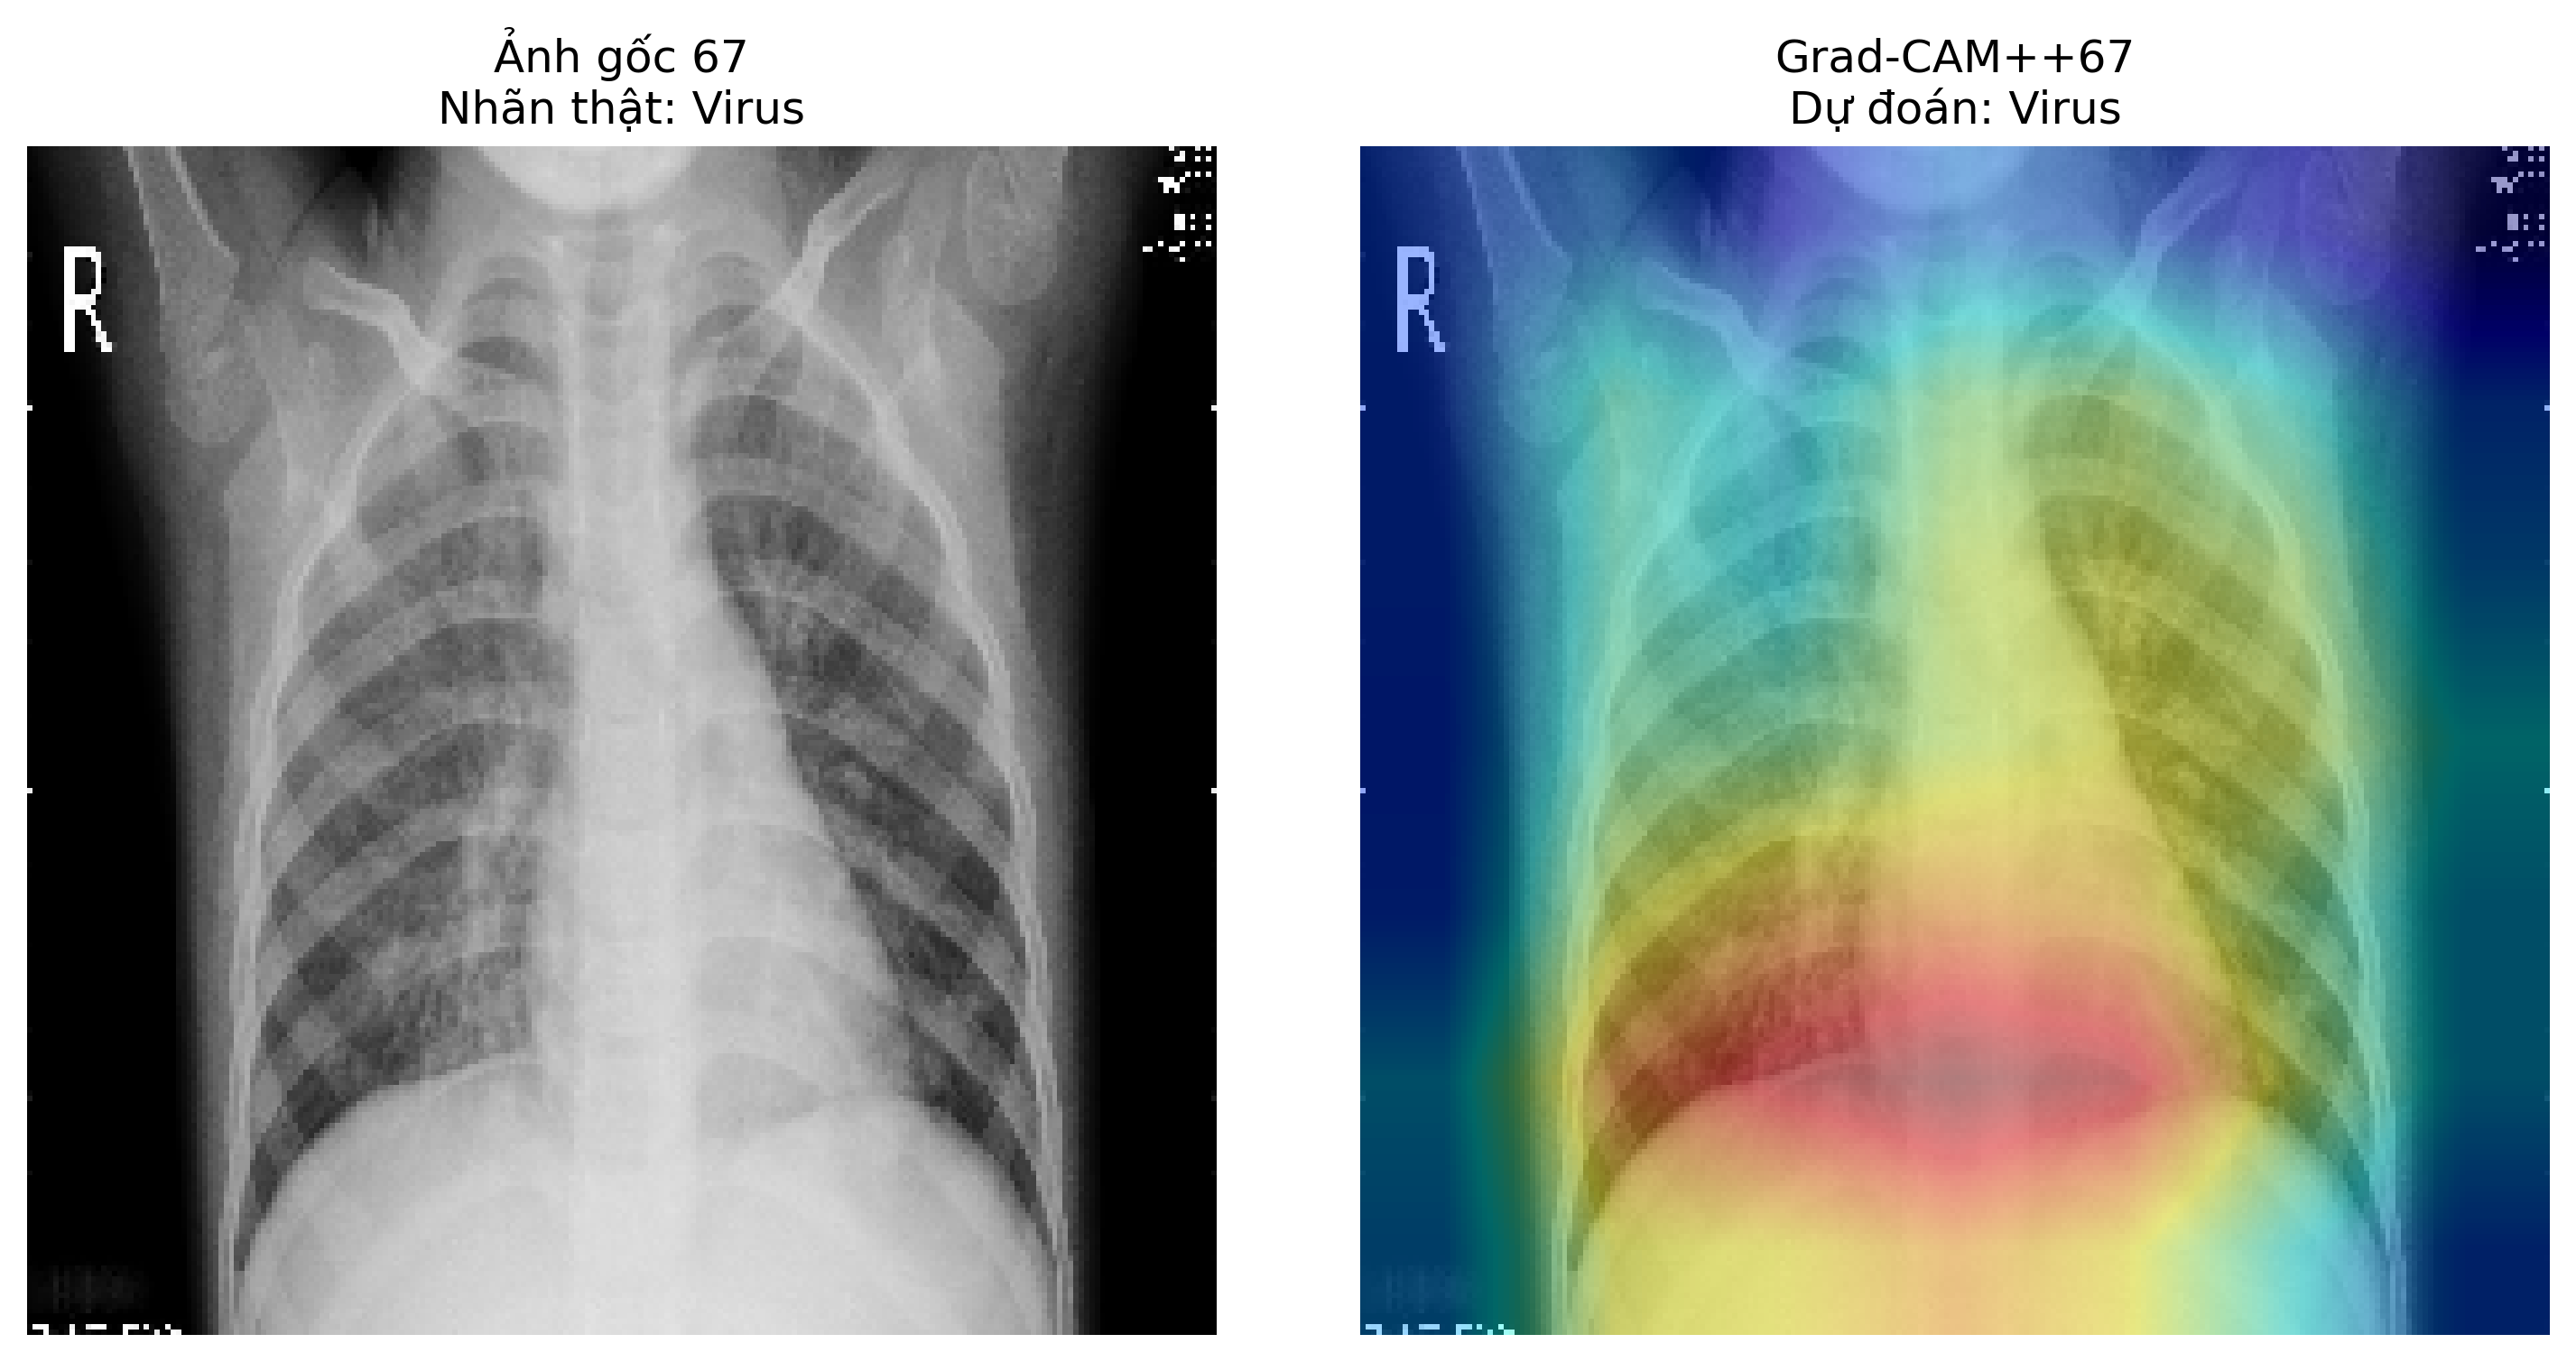 Ảnh gốc 67
Nhãn thật: Virus
Grad-CAM++67
Dự đoán: Virus
R
R